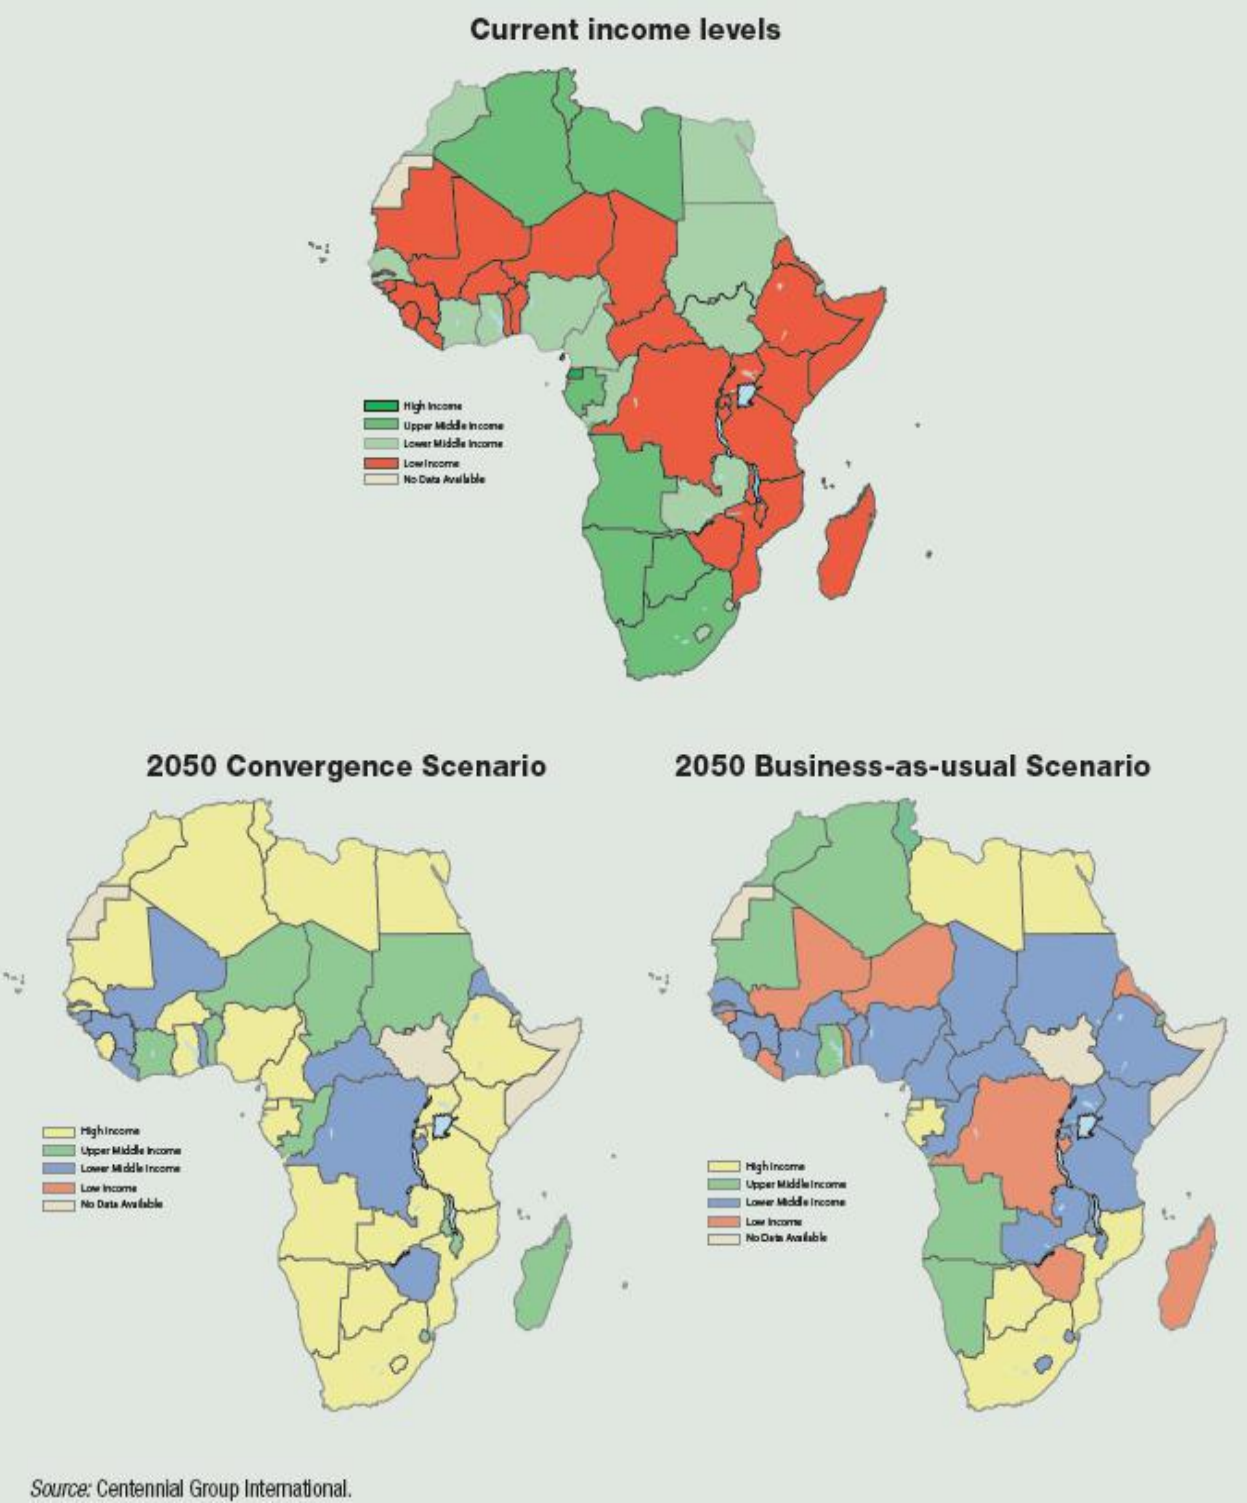 Current income levels
High Income
Upper Middle Income
Lower Middle Income
Low Income
No Data Available
2050 Convergence Scenario
2050 Business-as-usual Scenario
High Income
Upper Middle Income
Lower Middle Income
Low Income
No Data Available
High Income
Upper Middle Income
Lower Middle Income
Low Income
No Data Available
Source: Centennial Group International.